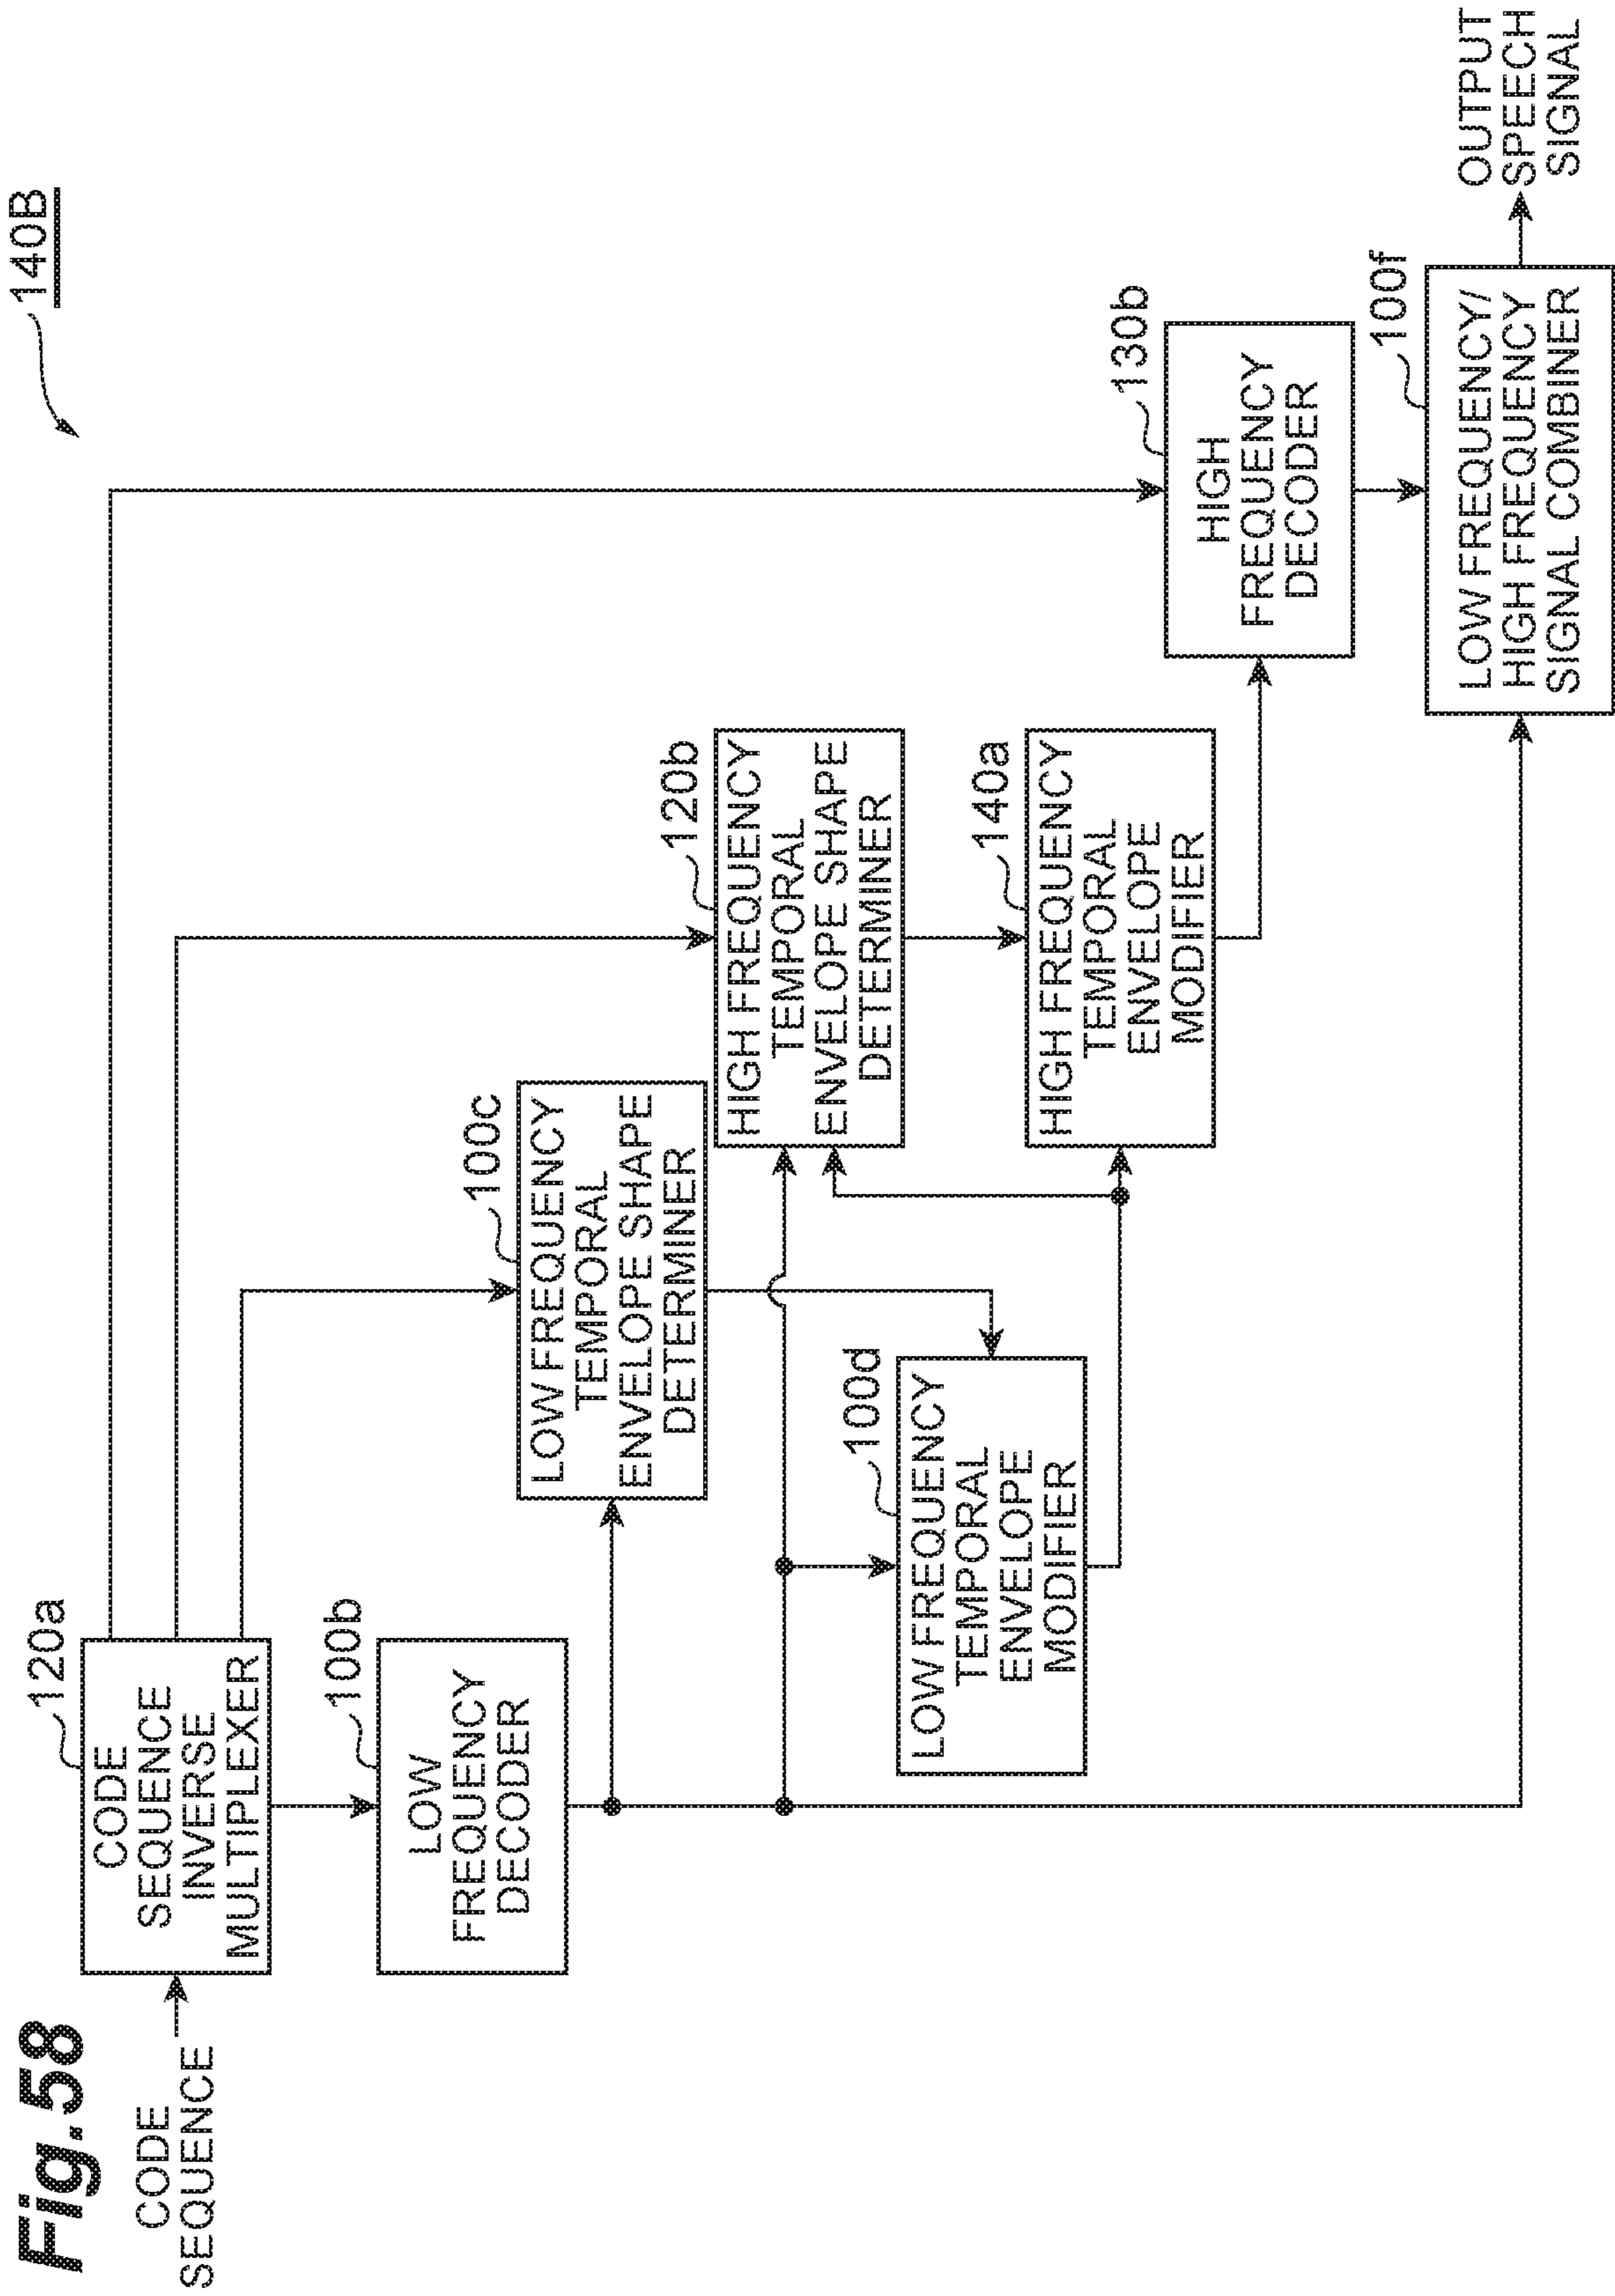 Fig.58
140B
CODE
SEQUENCE
120a
CODE
SEQUENCE
INVERSE
MULTIPLEXER
100b
LOW
FREQUENCY
DECODER
100c
LOW FREQUENCY
TEMPORAL
ENVELOPE SHAPE
DETERMINER
120b
HIGH FREQUENCY
TEMPORAL
ENVELOPE SHAPE
DETERMINER
100d
LOW FREQUENCY
TEMPORAL
ENVELOPE
MODIFIER
140a
HIGH FREQUENCY
TEMPORAL
ENVELOPE
MODIFIER
130b
HIGH
FREQUENCY
DECODER
100f
LOW FREQUENCY/
HIGH FREQUENCY
SIGNAL COMBINER
OUTPUT
SPEECH
SIGNAL